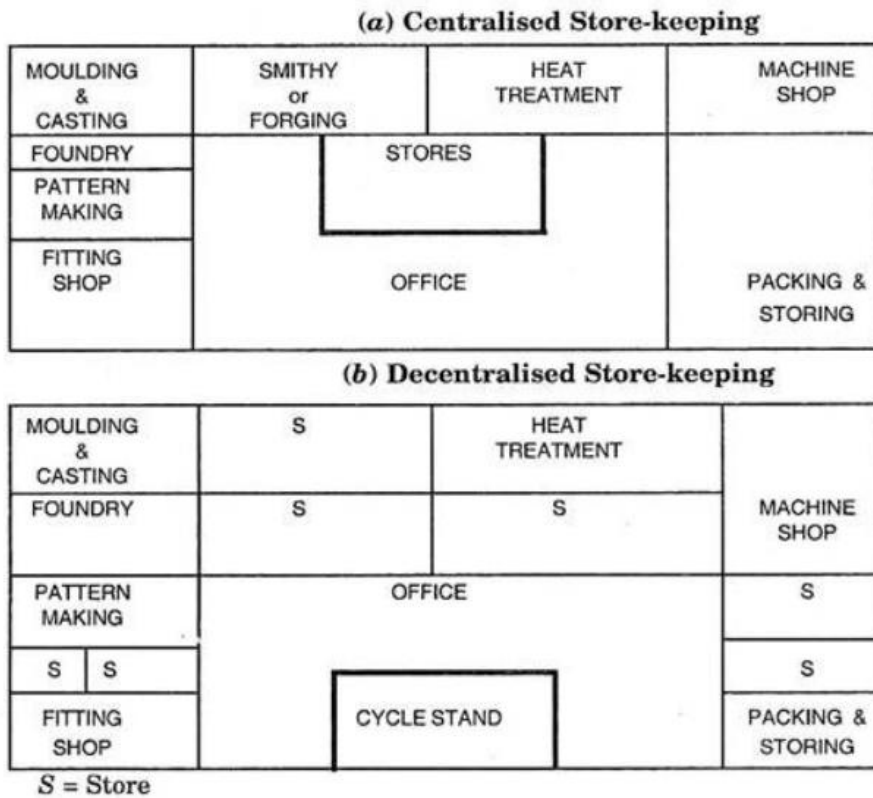 (a) Centralised Store-keeping
MOULDING
&
CASTING
SMITHY
or
FORGING
HEAT
TREATMENT
MACHINE
SHOP
FOUNDRY
STORES
PATTERN
MAKING
FITTING
SHOP
OFFICE
PACKING &
STORING
(b) Decentralised Store-keeping
MOULDING
&
CASTING
S
HEAT
TREATMENT
FOUNDRY
S
S
MACHINE
SHOP
PATTERN
MAKING
OFFICE
S
S
S
S
FITTING
SHOP
CYCLE STAND
PACKING &
STORING
S = Store